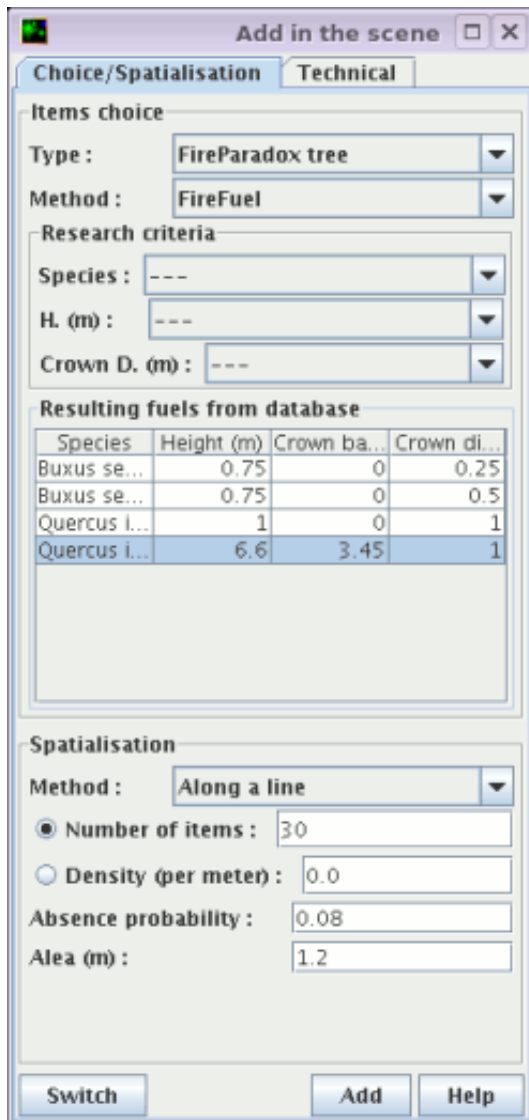 Add in the scene
Choice/Spatialisation Technical
Items choice
Type : FireParadox tree
Method : FireFuel
Research criteria
Species : ---
H. (m) : ---
Crown D. (m) : ---
Resulting fuels from database
Species Height (m) Crown ba... Crown di...
Buxus se... 0.75 0 0.25
Buxus se... 0.75 0 0.5
Quercus i... 1 0 1
Quercus i... 6.6 3.45 1
Spatialisation
Method : Along a line
Number of items : 30
Density (per meter) : 0.0
Absence probability : 0.08
Alea (m) : 1.2
Switch Add Help